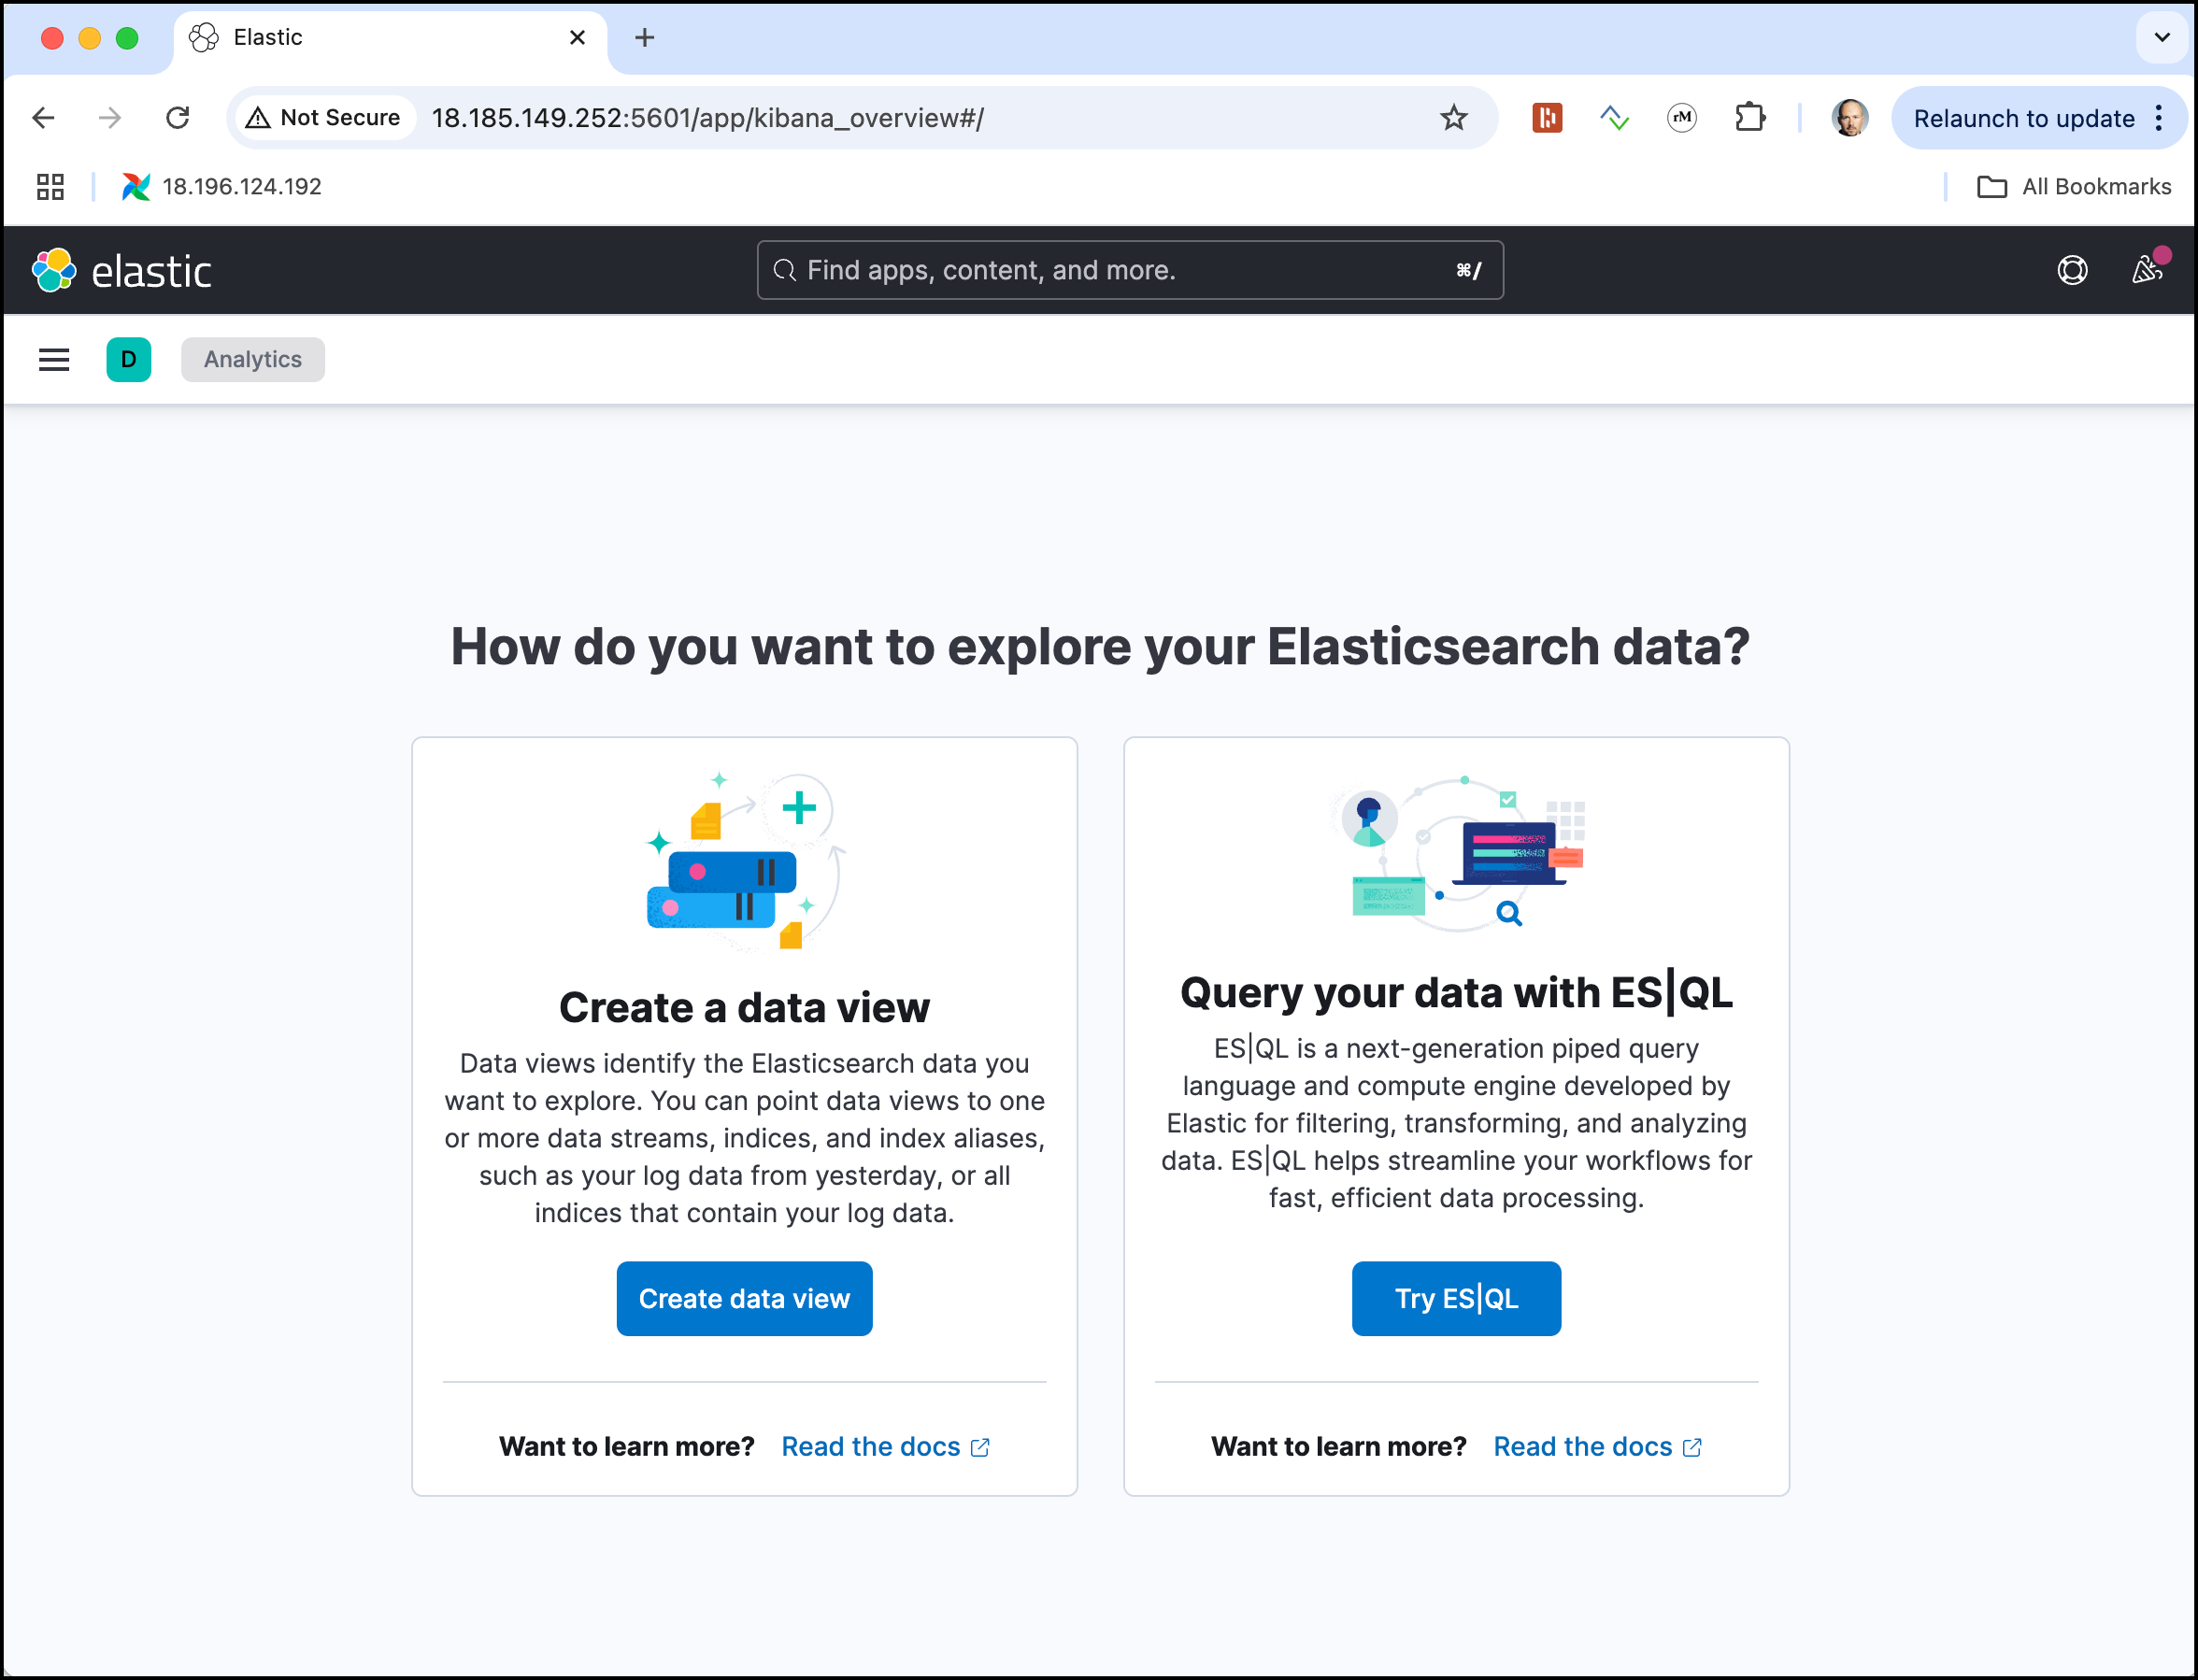 Elastic
Not Secure
18.185.149.252:5601/app/kibana_overview#/
rM
Relaunch to update
18.196.124.192
All Bookmarks
elastic
Find apps, content, and more.
⌘/
D
Analytics
How do you want to explore your Elasticsearch data?
Create a data view
Data views identify the Elasticsearch data you
want to explore. You can point data views to one
or more data streams, indices, and index aliases,
such as your log data from yesterday, or all
indices that contain your log data.
Create data view
Want to learn more? Read the docs
Query your data with ES|QL
ES|QL is a next-generation piped query
language and compute engine developed by
Elastic for filtering, transforming, and analyzing
data. ES|QL helps streamline your workflows for
fast, efficient data processing.
Try ES|QL
Want to learn more? Read the docs